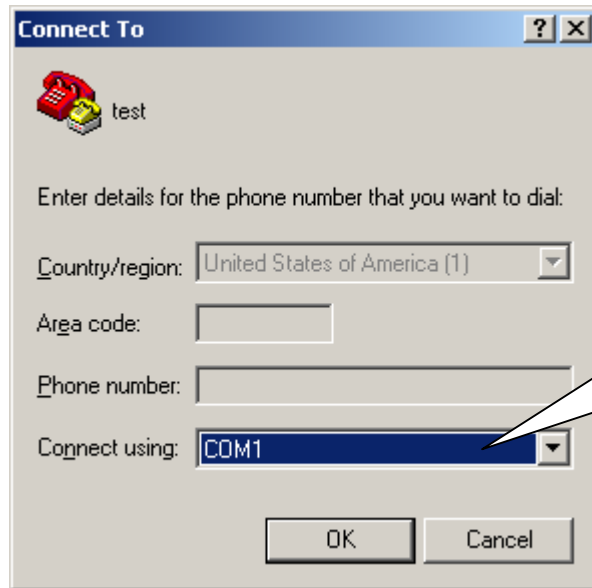 Connect To
test
Enter details for the phone number that you want to dial:
Country/region: United States of America (1)
Area code:
Phone number:
Connect using: COM1
OK Cancel